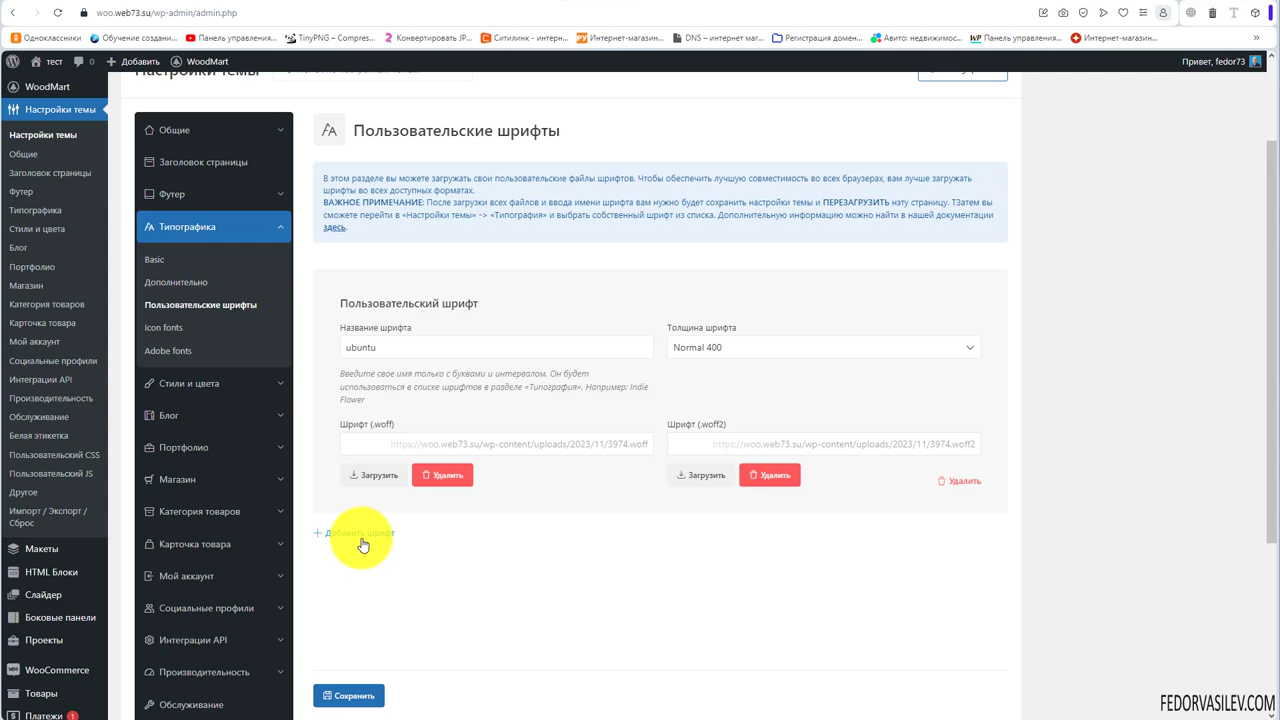 woo.web73.su/wp-admin/admin.php
Одноклассники
Обучение создани...
Панель управления...
TinyPNG – Compres...
Конвертировать JP...
Ситилинк - интерн...
Интернет-магазин...
DNS – интернет маг...
Регистрация домен...
Авито: недвижимос...
Панель управления...
Интернет-магазин...
тест
0
Добавить
WoodMart
Привет, fedor73
WoodMart
Настройки темы
Настройки темы
Общие
Заголовок страницы
Футер
Типографика
Стили и цвета
Блог
Портфолио
Магазин
Категория товаров
Карточка товара
Мой аккаунт
Социальные профили
Интеграции API
Производительность
Обслуживание
Белая этикетка
Пользовательский CSS
Пользовательский JS
Другое
Импорт / Экспорт /
Сброс
Макеты
HTML Блоки
Слайдер
Боковые панели
Проекты
WooCommerce
Товары
Платежи 1
Настройки темы
Общие
Заголовок страницы
Футер
Типографика
Basic
Дополнительно
Пользовательские шрифты
Icon fonts
Adobe fonts
Стили и цвета
Блог
Портфолио
Магазин
Категория товаров
Карточка товара
Мой аккаунт
Социальные профили
Интеграции API
Производительность
Обслуживание
Пользовательские шрифты
В этом разделе вы можете загружать свои пользовательские файлы шрифтов. Чтобы обеспечить лучшую совместимость во всех браузерах, вам лучше загружать
шрифты во всех доступных форматах.
ВАЖНОЕ ПРИМЕЧАНИЕ: После загрузки всех файлов и ввода имени шрифта вам нужно будет сохранить настройки темы и ПЕРЕЗАГРУЗИТЬ нэту страницу. TЗатем вы
сможете перейти в «Настройки темы» -> «Типография» и выбрать собственный шрифт из списка. Дополнительную информацию можно найти в нашей документации
здесь.
Пользовательский шрифт
Название шрифта
Толщина шрифта
ubuntu
Normal 400
Введите свое имя только с буквами и интервалом. Он будет
использоваться в списке шрифтов в разделе «Типография». Например: Indie
Flower
Шрифт (.woff)
Шрифт (.woff2)
https://woo.web73.su/wp-content/uploads/2023/11/3974.woff
https://woo.web73.su/wp-content/uploads/2023/11/3974.woff2
Загрузить
Удалить
Загрузить
Удалить
Удалить
Добавить шрифт
Сохранить
FEDORVASILEV.COM